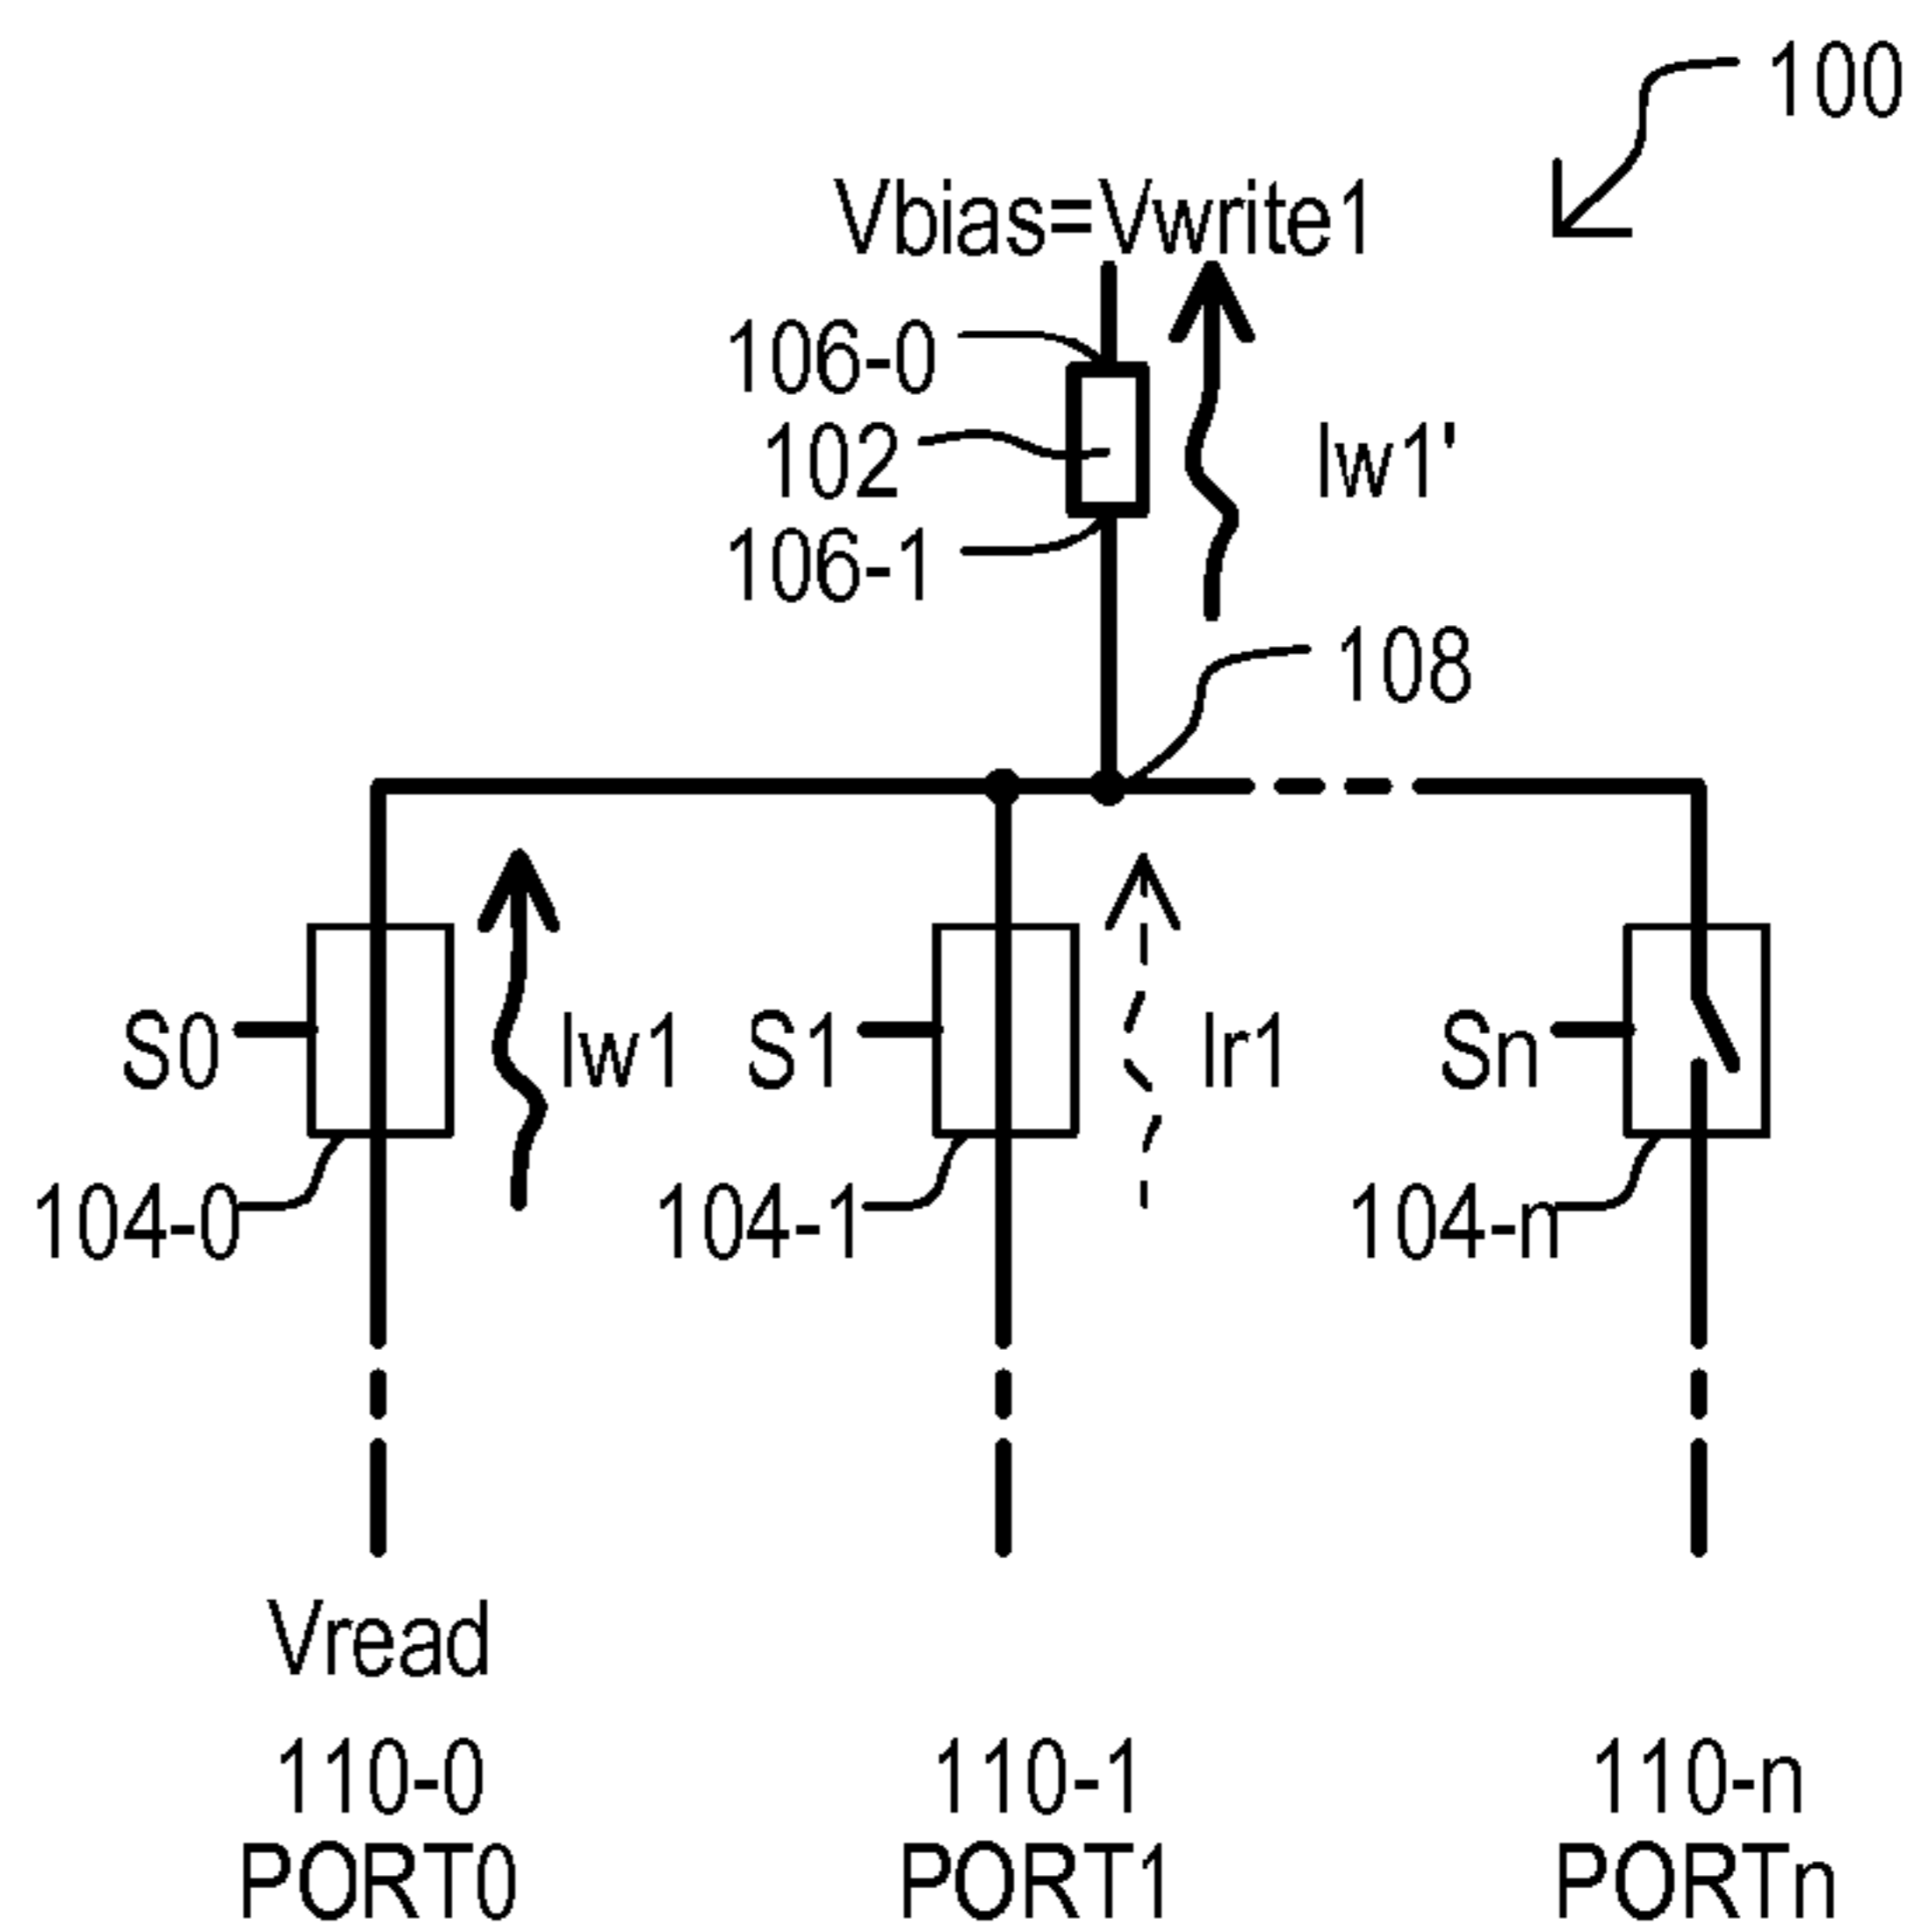 100
Vbias=Vwrite1
106-0
102
Iw1'
106-1
108
S0
Iw1
S1
Ir1
Sn
104-0
104-1
104-n
Vread
110-0
110-1
110-n
PORT0
PORT1
PORTn